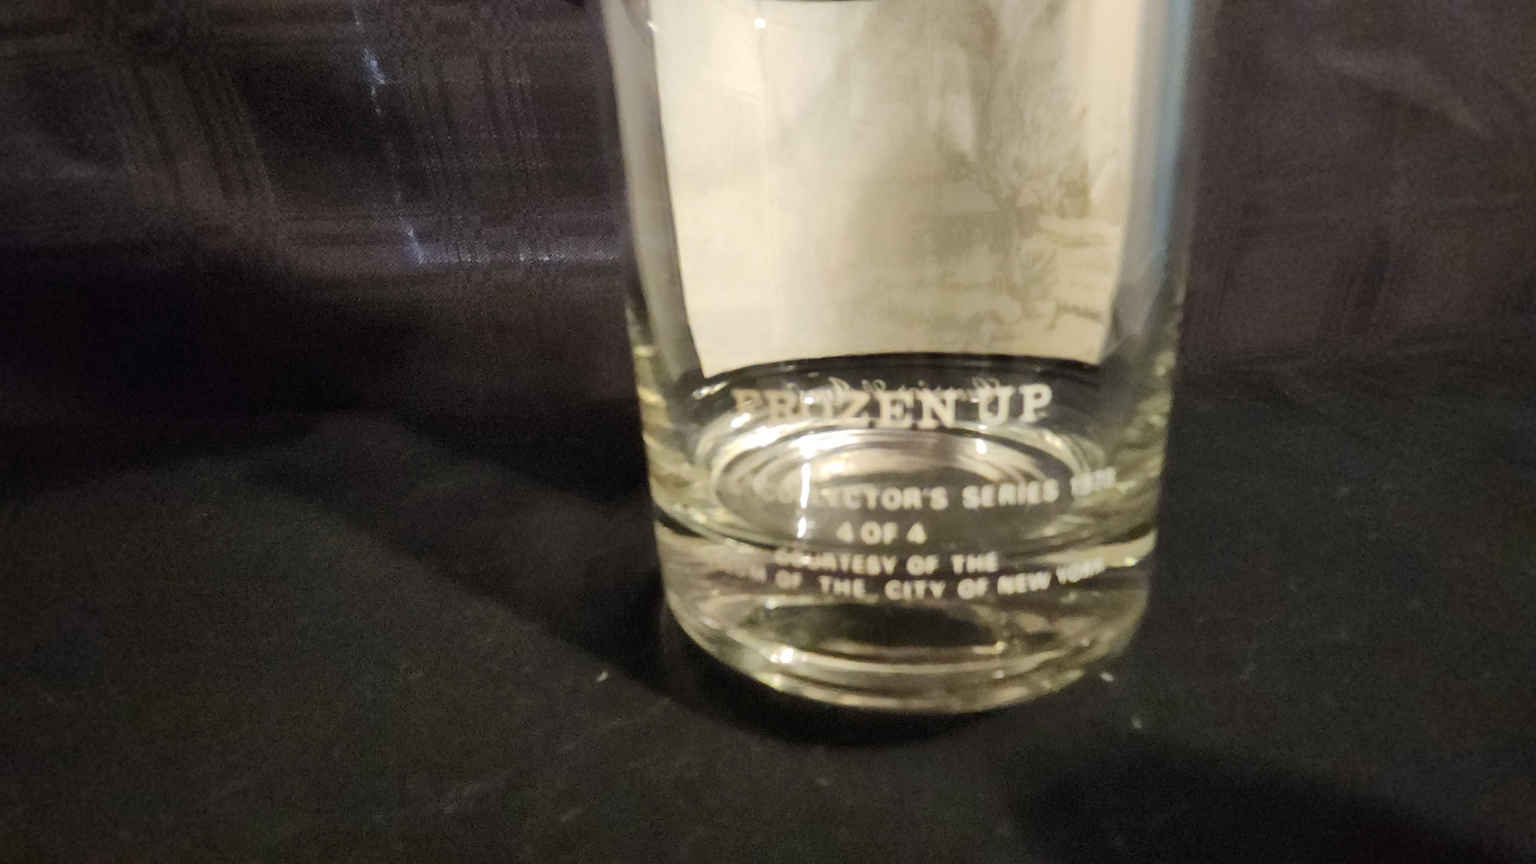 FROZEN UP
COLLECTOR'S SERIES
4 OF 4
COURTESY OF THE
OF THE CITY OF NEW YORK